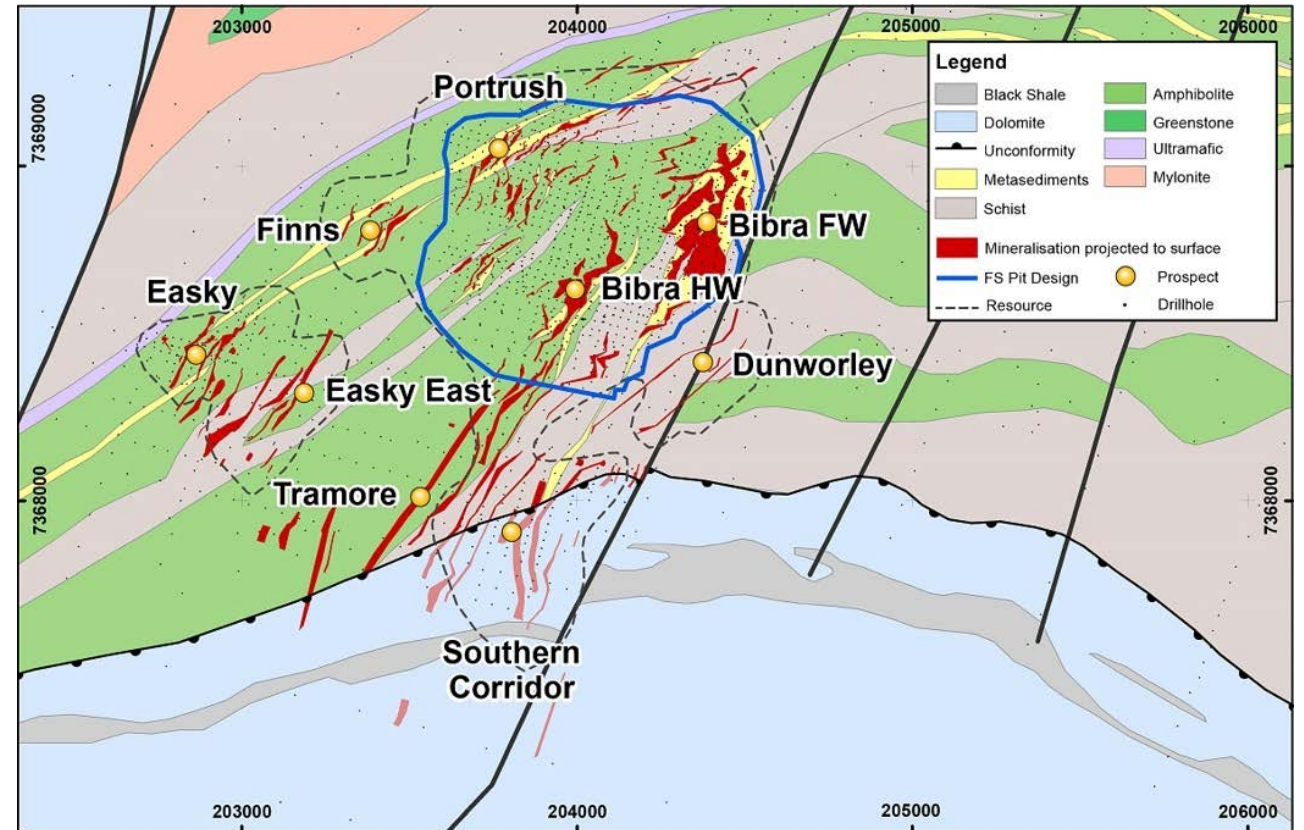 203000
204000
205000
206000
7369000
7369000
7368000
7368000
Portrush
Finns
Easky
Easky East
Tramore
Bibra FW
Bibra HW
Dunworley
Southern
Corridor
Legend
Black Shale
Dolomite
Unconformity
Metasediments
Schist
Amphibolite
Greenstone
Ultramafic
Mylonite
Mineralisation projected to surface
FS Pit Design
Prospect
Resource
Drillhole
203000
204000
205000
206000